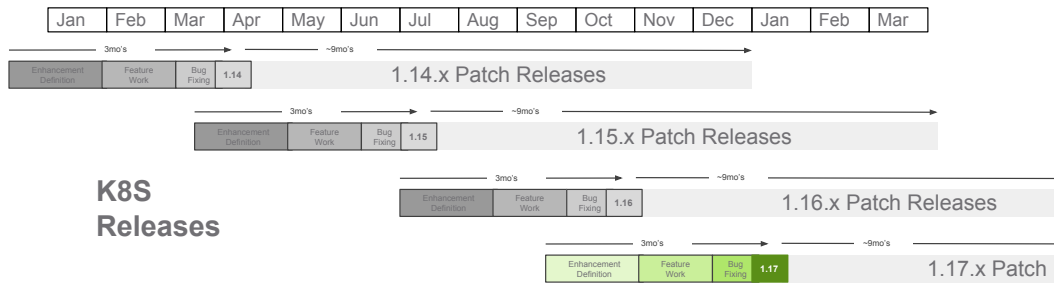 Jan Feb Mar Apr May Jun Jul Aug Sep Oct Nov Dec Jan Feb Mar
3mo's ~9mo's
Enhancement Definition Feature Work Bug Fixing 1.14 1.14.x Patch Releases
3mo's ~9mo's
Enhancement Definition Feature Work Bug Fixing 1.15 1.15.x Patch Releases
K8S
Releases
3mo's ~9mo's
Enhancement Definition Feature Work Bug Fixing 1.16 1.16.x Patch Releases
3mo's ~9mo's
Enhancement Definition Feature Work Bug Fixing 1.17 1.17.x Patch